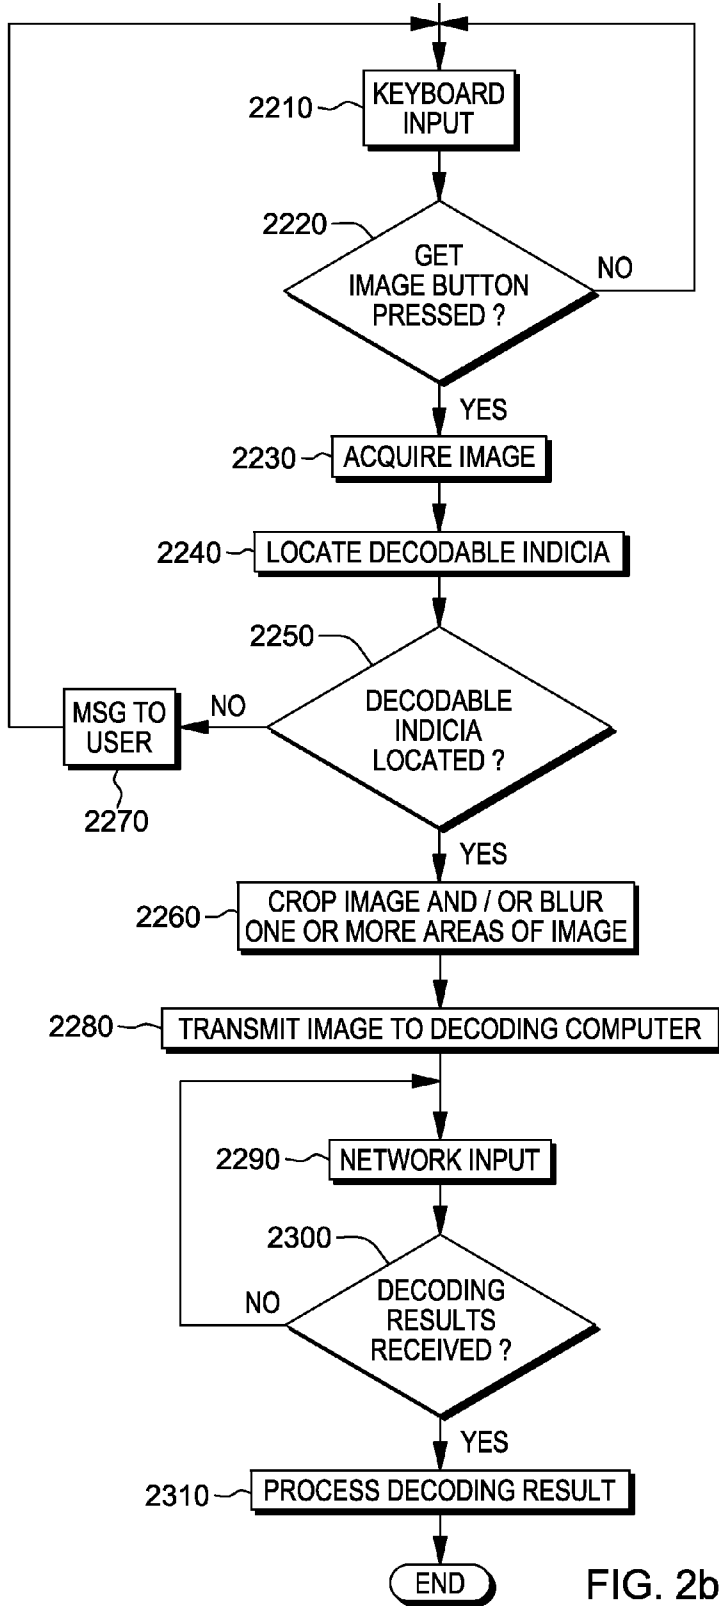 2210
KEYBOARD
INPUT
2220
GET
IMAGE BUTTON
PRESSED ?
NO
YES
2230
ACQUIRE IMAGE
2240
LOCATE DECODABLE INDICIA
2250
DECODABLE
INDICIA
LOCATED ?
NO
MSG TO
USER
2270
YES
2260
CROP IMAGE AND / OR BLUR
ONE OR MORE AREAS OF IMAGE
2280
TRANSMIT IMAGE TO DECODING COMPUTER
2290
NETWORK INPUT
2300
DECODING
RESULTS
RECEIVED ?
NO
YES
2310
PROCESS DECODING RESULT
END
FIG. 2b